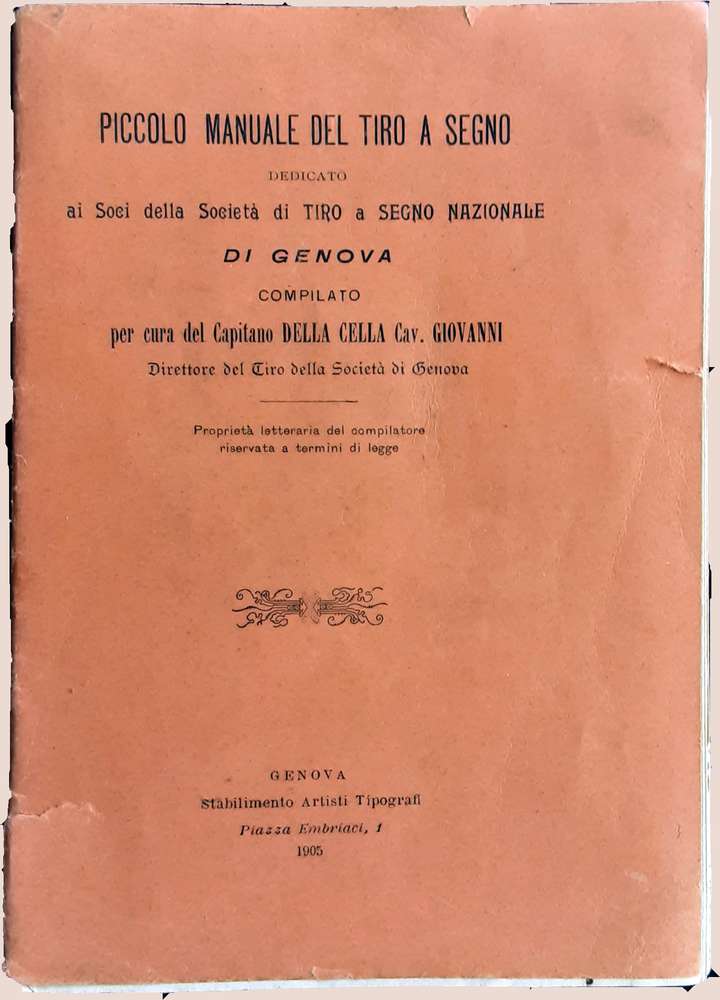 PICCOLO MANUALE DEL TIRO A SEGNO
DEDICATO
ai Soci della Società di TIRO a SEGNO NAZIONALE
DI GENOVA
COMPILATO
per cura del Capitano DELLA CELLA Cav. GIOVANNI
Direttore del Tiro della Società di Genova
Proprietà letteraria del compilatore
riservata a termini di legge
GENOVA
Stabilimento Artisti Tipografi
Piazza Embriaci, 1
1905